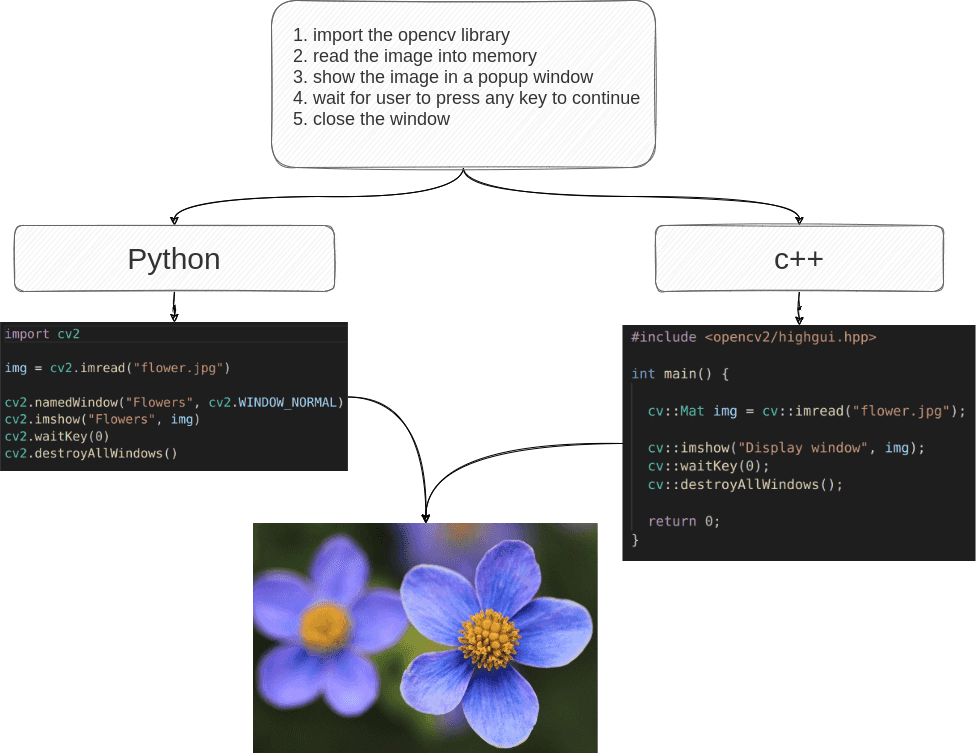 1. import the opencv library
2. read the image into memory
3. show the image in a popup window
4. wait for user to press any key to continue
5. close the window
Python
c++
import cv2
img = cv2.imread("flower.jpg")
cv2.namedWindow("Flowers", cv2.WINDOW_NORMAL)
cv2.imshow("Flowers", img)
cv2.waitKey(0)
cv2.destroyAllWindows()
#include <opencv2/highgui.hpp>
int main() {
cv::Mat img = cv::imread("flower.jpg");
cv::imshow("Display window", img);
cv::waitKey(0);
cv::destroyAllWindows();
return 0;
}